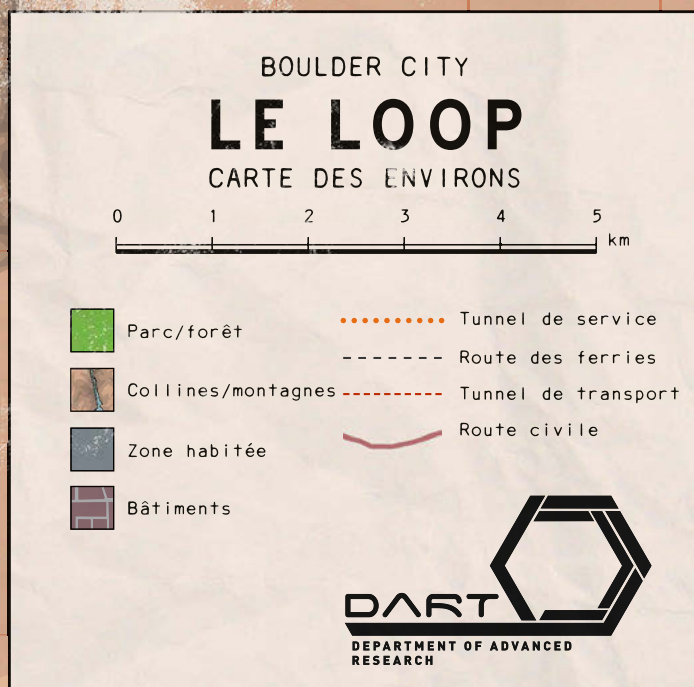 BOULDER CITY
LE LOOP
CARTE DES ENVIRONS
0 1 2 3 4 5
km
Parc/forêt
Collines/montagnes
Zone habitée
Bâtiments
Tunnel de service
Route des ferries
Tunnel de transport
Route civile
DART
DEPARTMENT OF ADVANCED
RESEARCH